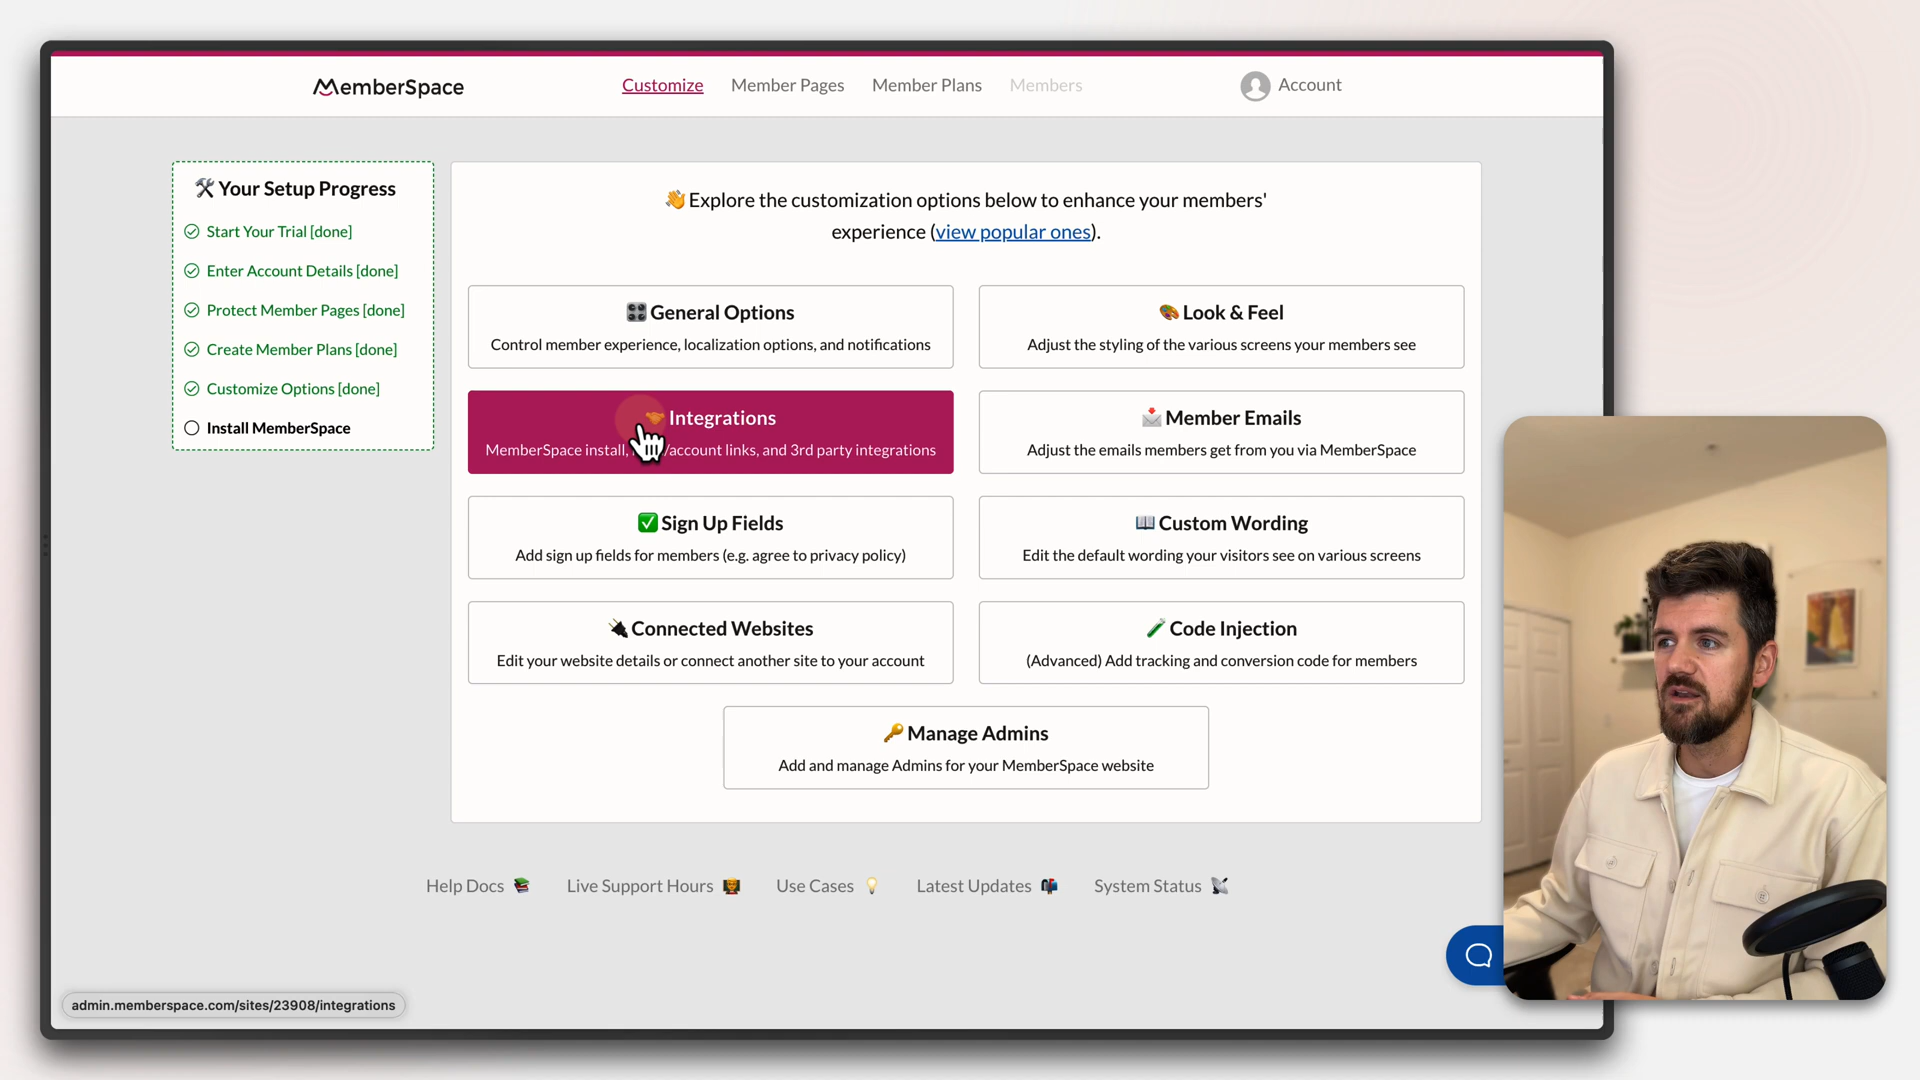 MemberSpace
Customize
Member Pages
Member Plans
Members
Account
Your Setup Progress
Start Your Trial [done]
Enter Account Details [done]
Protect Member Pages [done]
Create Member Plans [done]
Customize Options [done]
Install MemberSpace
Explore the customization options below to enhance your members'
experience (view popular ones).
General Options
Control member experience, localization options, and notifications
Look & Feel
Adjust the styling of the various screens your members see
Integrations
MemberSpace install, /account links, and 3rd party integrations
Member Emails
Adjust the emails members get from you via MemberSpace
Sign Up Fields
Add sign up fields for members (e.g. agree to privacy policy)
Custom Wording
Edit the default wording your visitors see on various screens
Connected Websites
Edit your website details or connect another site to your account
Code Injection
(Advanced) Add tracking and conversion code for members
Manage Admins
Add and manage Admins for your MemberSpace website
Help Docs
Live Support Hours
Use Cases
Latest Updates
System Status
admin.memberspace.com/sites/23908/integrations